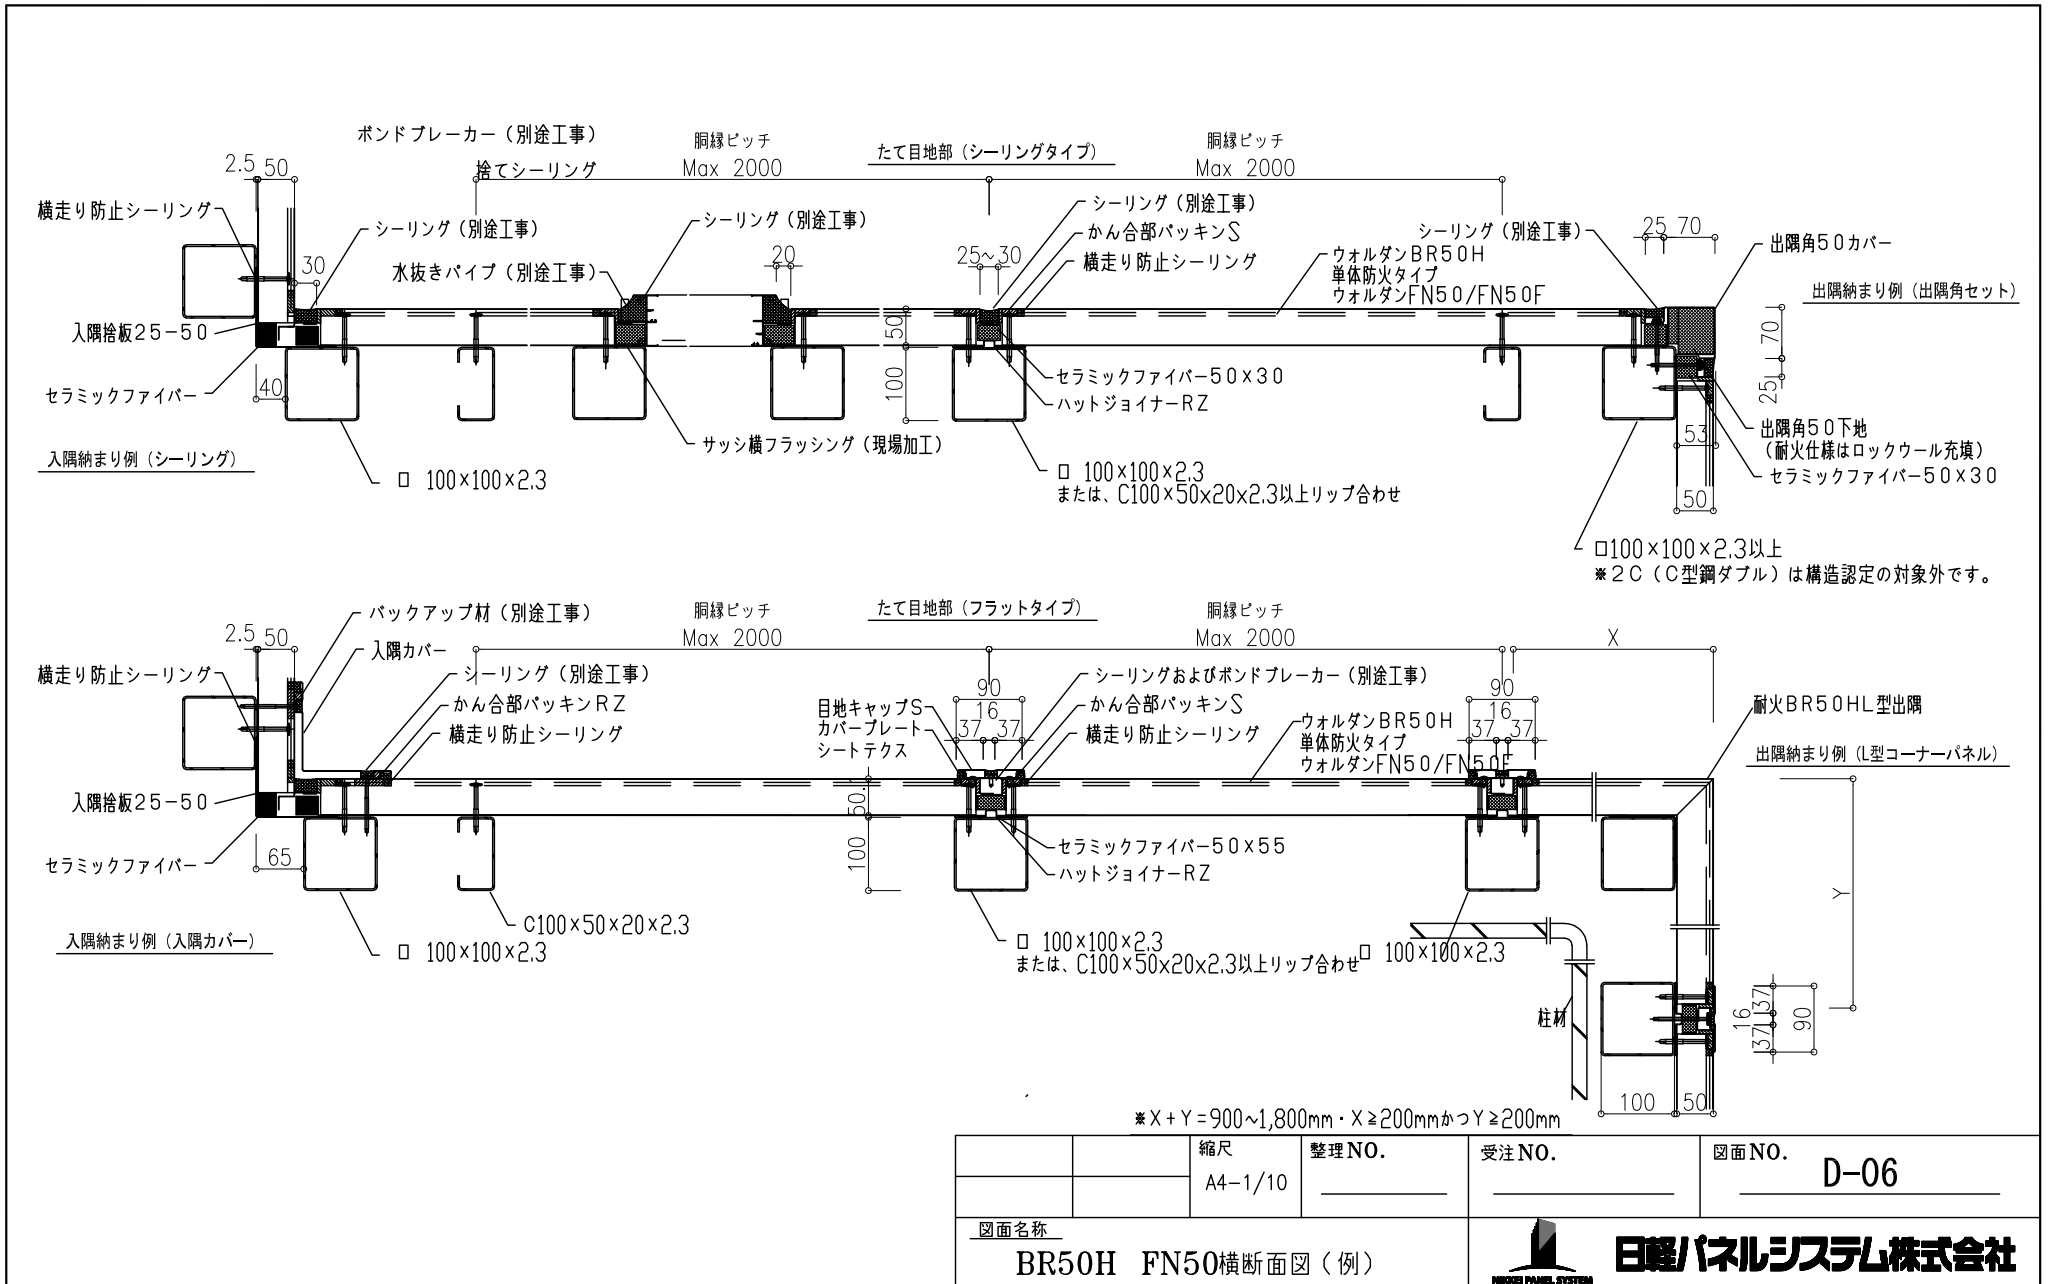 ボンドブレーカー（別途工事）
捨てシーリング
胴縁ピッチ
Max 2000
たて目地部（シーリングタイプ）
胴縁ピッチ
Max 2000
2.5 50
横走り防止シーリング
シーリング（別途工事）
30
水抜きパイプ（別途工事）
シーリング（別途工事）
20
シーリング（別途工事）
かん合部パッキンS
25~30
横走り防止シーリング
ウォルダンBR50H
単体防火タイプ
ウォルダンFN50/FN50F
シーリング（別途工事）
25 70
出隅角50カバー
出隅納まり例（出隅角セット）
入隅捨板25-50
セラミックファイバー
40
入隅納まり例（シーリング）
□ 100×100×2.3
サッシ横フラッシング（現場加工）
50
100
セラミックファイバー50×30
ハットジョイナーRZ
□ 100×100×2.3
または、C100×50x20x2.3以上リップ合わせ
70
25
53
出隅角50下地
（耐火仕様はロックウール充填）
セラミックファイバー50×30
50
□100×100×2.3以上
※2C（C型鋼ダブル）は構造認定の対象外です。
バックアップ材（別途工事）
胴縁ピッチ
Max 2000
たて目地部（フラットタイプ）
胴縁ピッチ
Max 2000
X
2.5 50
入隅カバー
横走り防止シーリング
シーリング（別途工事）
かん合部パッキンRZ
横走り防止シーリング
目地キャップS
カバープレート
シートテクス
90
16
37 37
シーリングおよびボンドブレーカー（別途工事）
かん合部パッキンS
横走り防止シーリング
ウォルダンBR50H
単体防火タイプ
ウォルダンFN50/FN50F
90
16
37 37
耐火BR50HL型出隅
出隅納まり例（L型コーナーパネル）
入隅捨板25-50
セラミックファイバー
65
50
100
セラミックファイバー50×55
ハットジョイナーRZ
Y
C100×50×20×2.3
入隅納まり例（入隅カバー）
□ 100×100×2.3
□ 100×100×2.3
または、C100×50x20x2.3以上リップ合わせ
□ 100×100×2.3
柱材
37
16
37
90
100 50
※X+Y=900~1,800mm・X≧200mmかつY≧200mm
縮尺
A4-1/10
整理NO.
受注NO.
図面NO.
D-06
図面名称
BR50H FN50横断面図（例）
NIKKEI PANEL SYSTEM
日軽パネルシステム株式会社